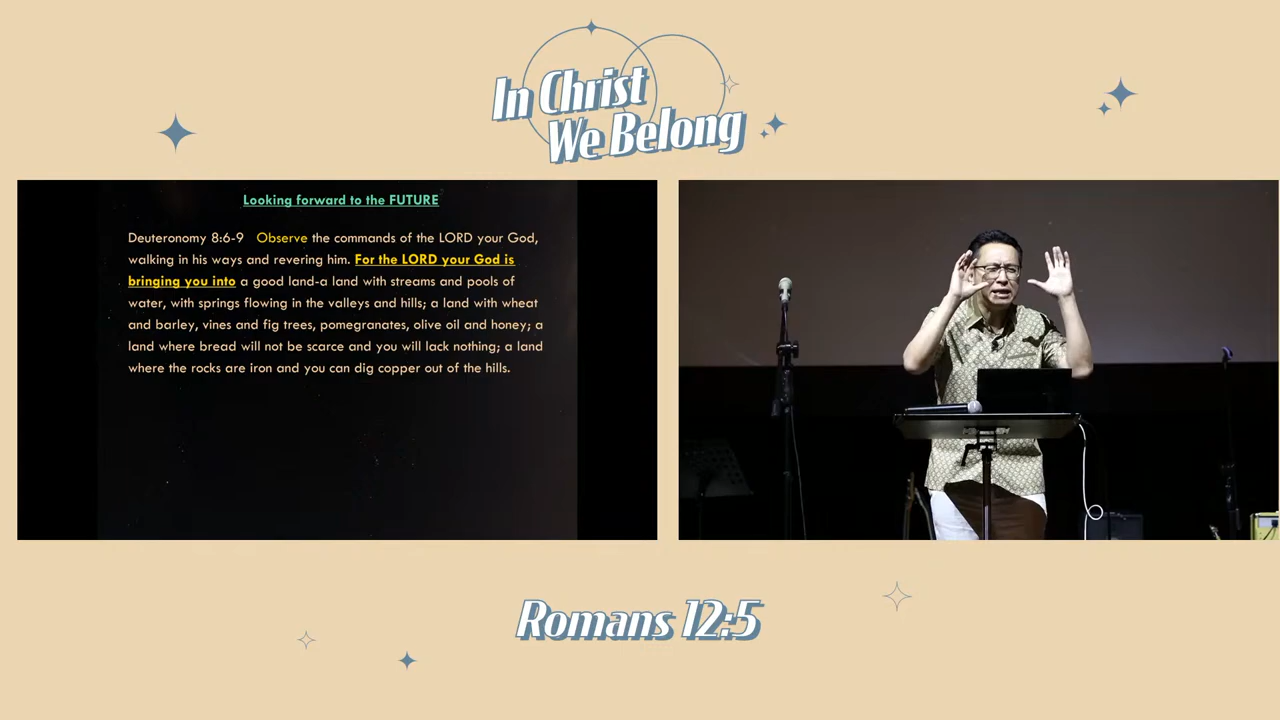 In Christ
We Belong
Looking forward to the FUTURE
Deuteronomy 8:6-9 Observe the commands of the LORD your God,
walking in his ways and revering him. For the LORD your God is
bringing you into a good land-a land with streams and pools of
water, with springs flowing in the valleys and hills; a land with wheat
and barley, vines and fig trees, pomegranates, olive oil and honey; a
land where bread will not be scarce and you will lack nothing; a land
where the rocks are iron and you can dig copper out of the hills.
Romans 12:5